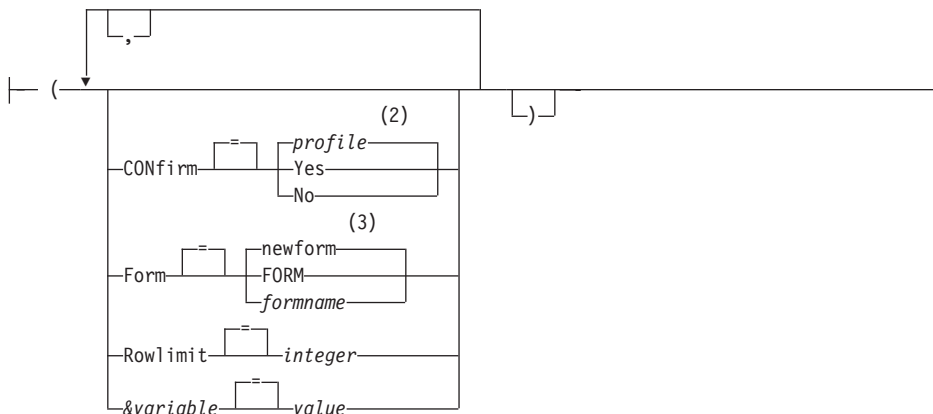 ,
(
)
(2)
=
profile
CONfirm
Yes
No
(3)
=
newform
Form
FORM
formname
=
Rowlimit integer
=
&variable value